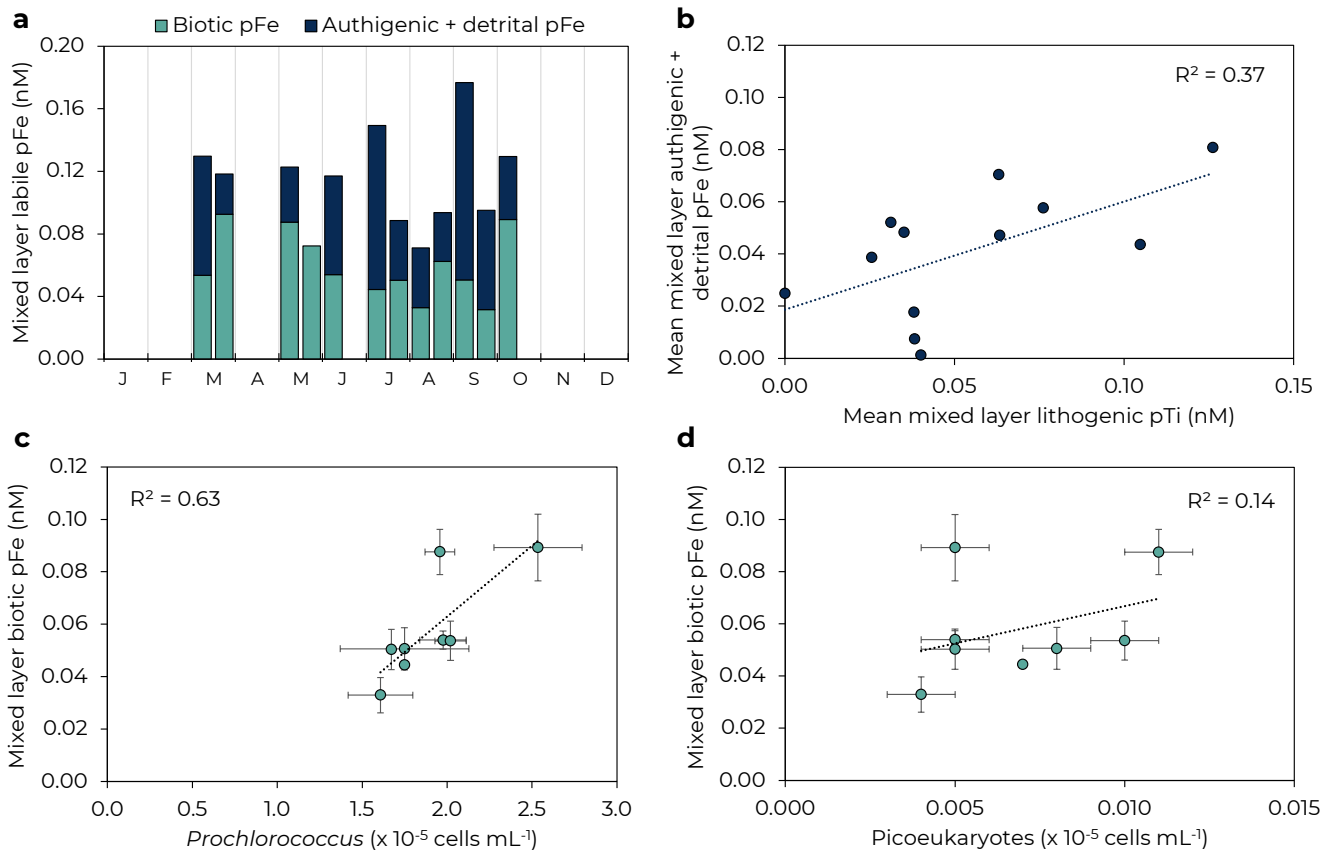 a
Biotic pFe
Authigenic + detrital pFe
Mixed layer labile pFe (nM)
0.20
0.16
0.12
0.08
0.04
0.00
J F M A M J J A S O N D
b
Mean mixed layer authigenic +
detrital pFe (nM)
0.12
0.10
0.08
0.06
0.04
0.02
0.00
R² = 0.37
0.00 0.05 0.10 0.15
Mean mixed layer lithogenic pTi (nM)
c
Mixed layer biotic pFe (nM)
0.12
0.10
0.08
0.06
0.04
0.02
0.00
R² = 0.63
0.0 0.5 1.0 1.5 2.0 2.5 3.0
Prochlorococcus (x 10⁻⁵ cells mL⁻¹)
d
Mixed layer biotic pFe (nM)
0.12
0.10
0.08
0.06
0.04
0.02
0.00
R² = 0.14
0.000 0.005 0.010 0.015
Picoeukaryotes (x 10⁻⁵ cells mL⁻¹)